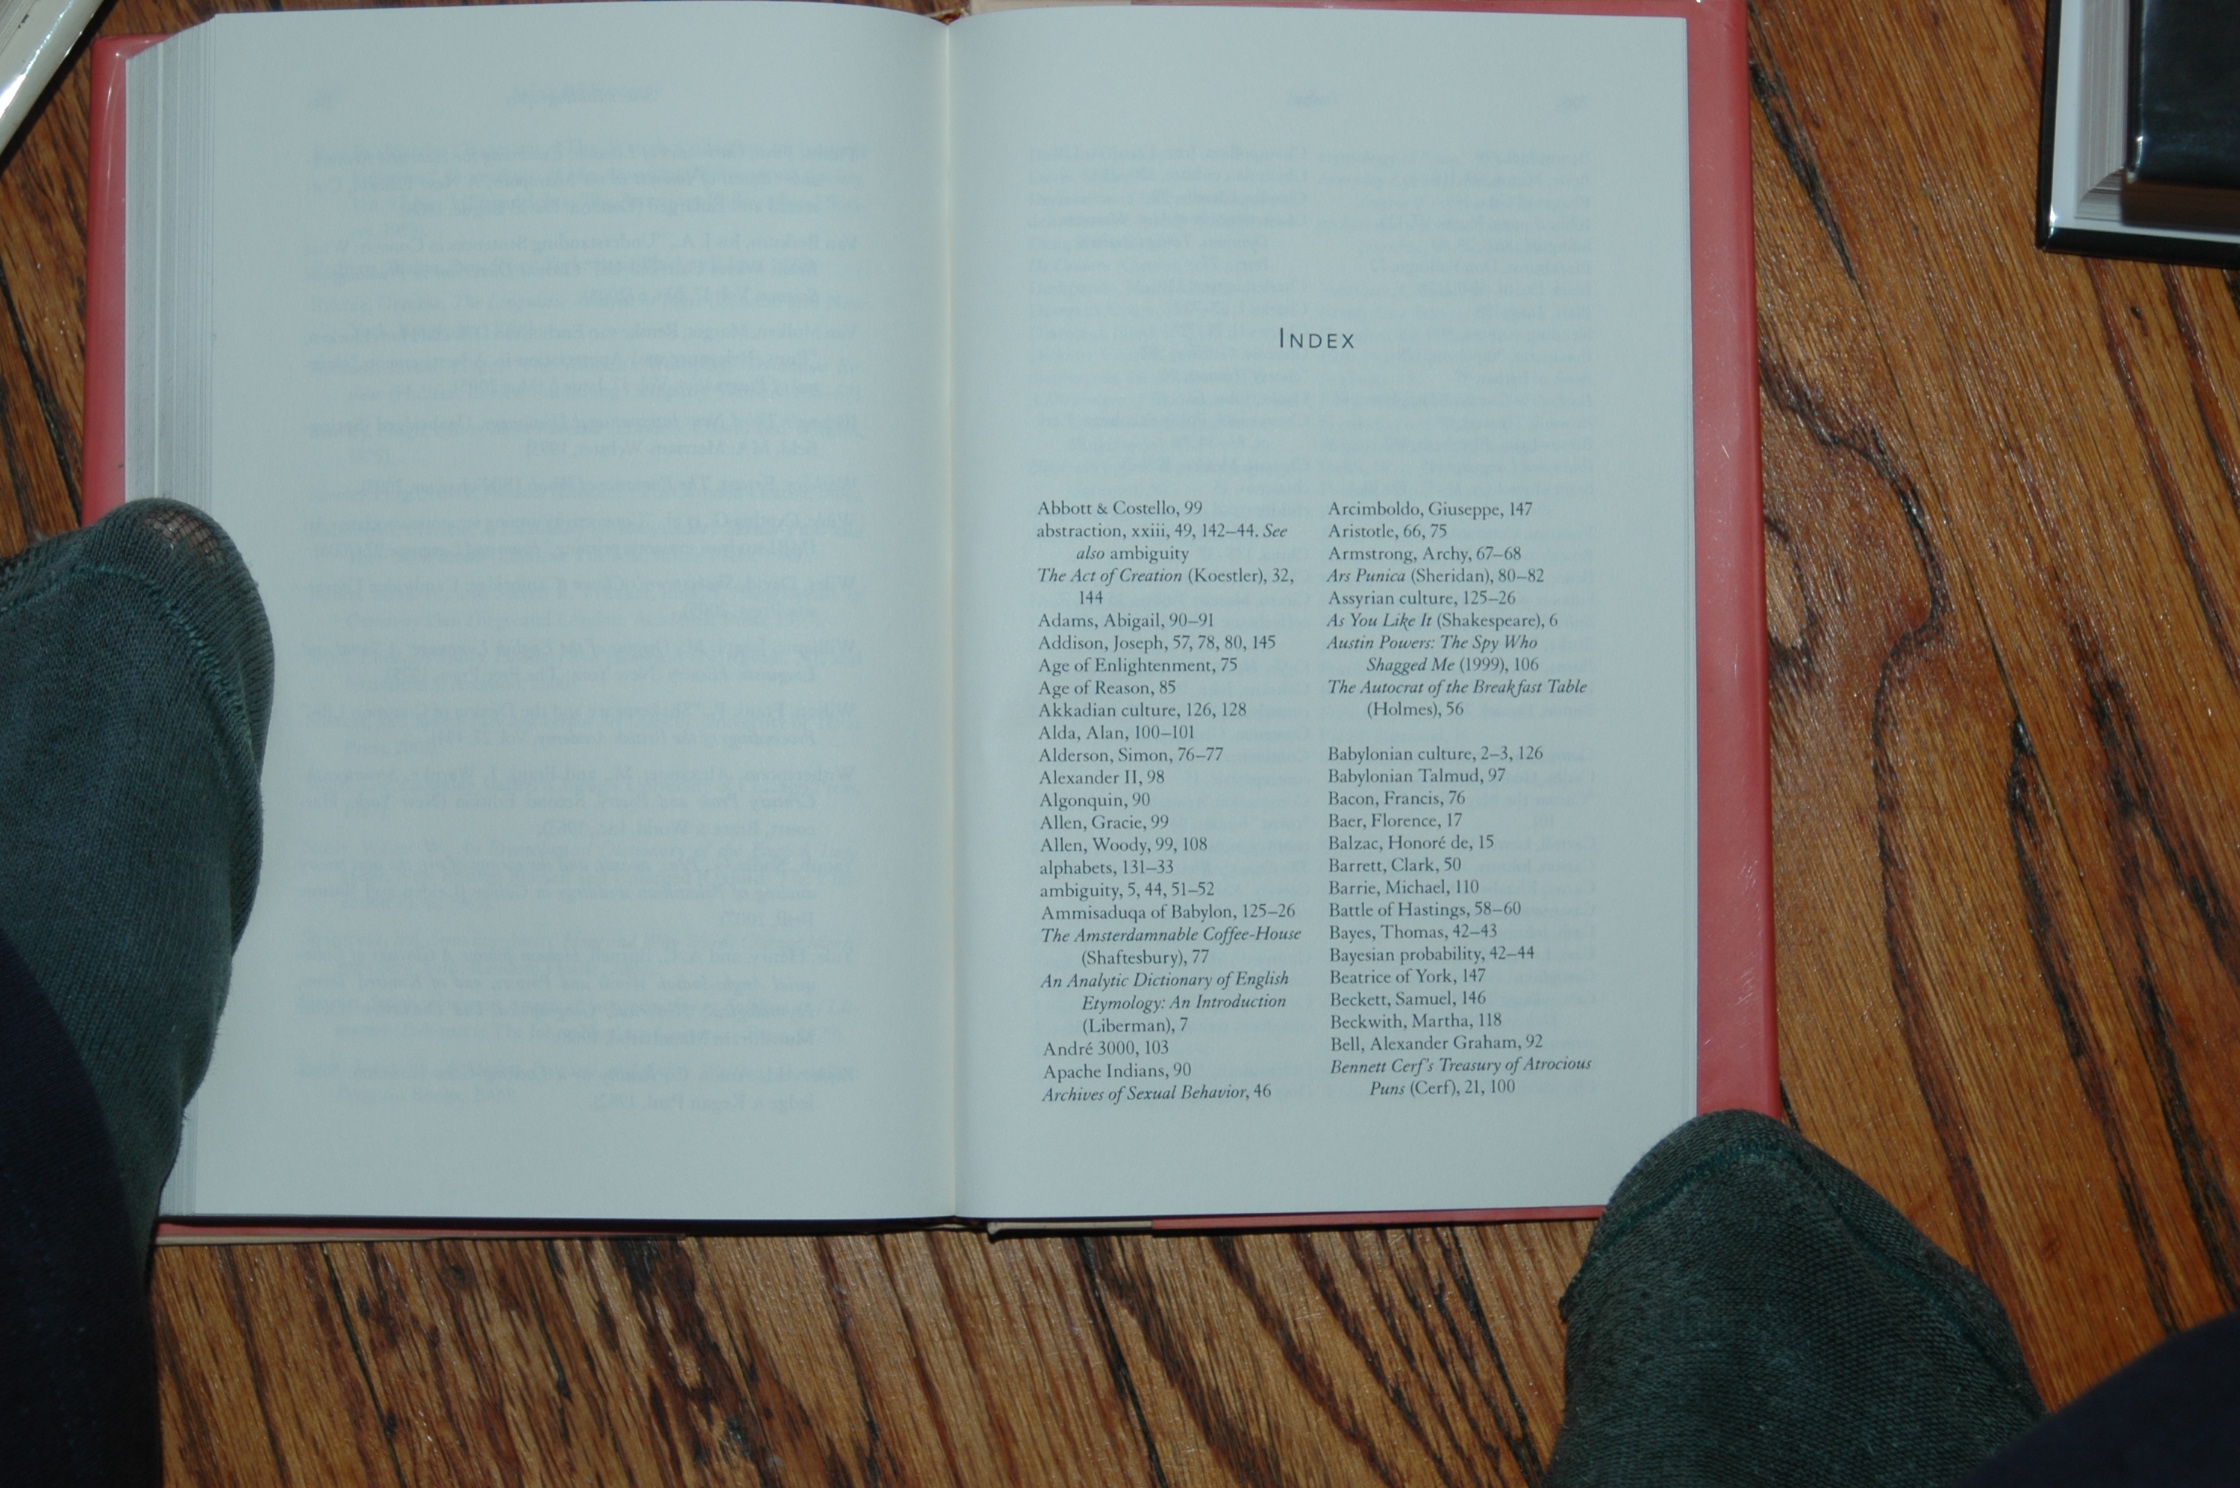 INDEX
Abbott & Costello, 99
abstraction, xxiii, 49, 142–44. See
also ambiguity
The Act of Creation (Koestler), 32,
144
Adams, Abigail, 90–91
Addison, Joseph, 57, 78, 80, 145
Age of Enlightenment, 75
Age of Reason, 85
Akkadian culture, 126, 128
Alda, Alan, 100–101
Alderson, Simon, 76–77
Alexander II, 98
Algonquin, 90
Allen, Gracie, 99
Allen, Woody, 99, 108
alphabets, 131–33
ambiguity, 5, 44, 51–52
Ammisaduqa of Babylon, 125–26
The Amsterdamnable Coffee-House
(Shaftesbury), 77
An Analytic Dictionary of English
Etymology: An Introduction
(Liberman), 7
André 3000, 103
Apache Indians, 90
Archives of Sexual Behavior, 46
Arcimboldo, Giuseppe, 147
Aristotle, 66, 75
Armstrong, Archy, 67–68
Ars Punica (Sheridan), 80–82
Assyrian culture, 125–26
As You Like It (Shakespeare), 6
Austin Powers: The Spy Who
Shagged Me (1999), 106
The Autocrat of the Breakfast Table
(Holmes), 56
Babylonian culture, 2–3, 126
Babylonian Talmud, 97
Bacon, Francis, 76
Baer, Florence, 17
Balzac, Honoré de, 15
Barrett, Clark, 50
Barrie, Michael, 110
Battle of Hastings, 58–60
Bayes, Thomas, 42–43
Bayesian probability, 42–44
Beatrice of York, 147
Beckett, Samuel, 146
Beckwith, Martha, 118
Bell, Alexander Graham, 92
Bennett Cerf's Treasury of Atrocious
Puns (Cerf), 21, 100